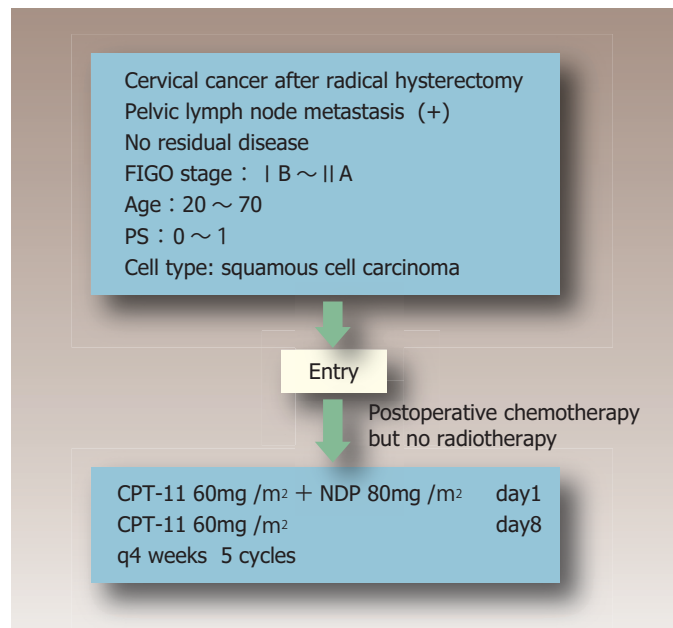 Cervical cancer after radical hysterectomy
Pelvic lymph node metastasis (+)
No residual disease
FIGO stage：ⅠB～ⅡA
Age：20～70
PS：0～1
Cell type: squamous cell carcinoma
Entry
Postoperative chemotherapy
but no radiotherapy
CPT-11 60mg /m² ＋ NDP 80mg /m² day1
CPT-11 60mg /m² day8
q4 weeks 5 cycles